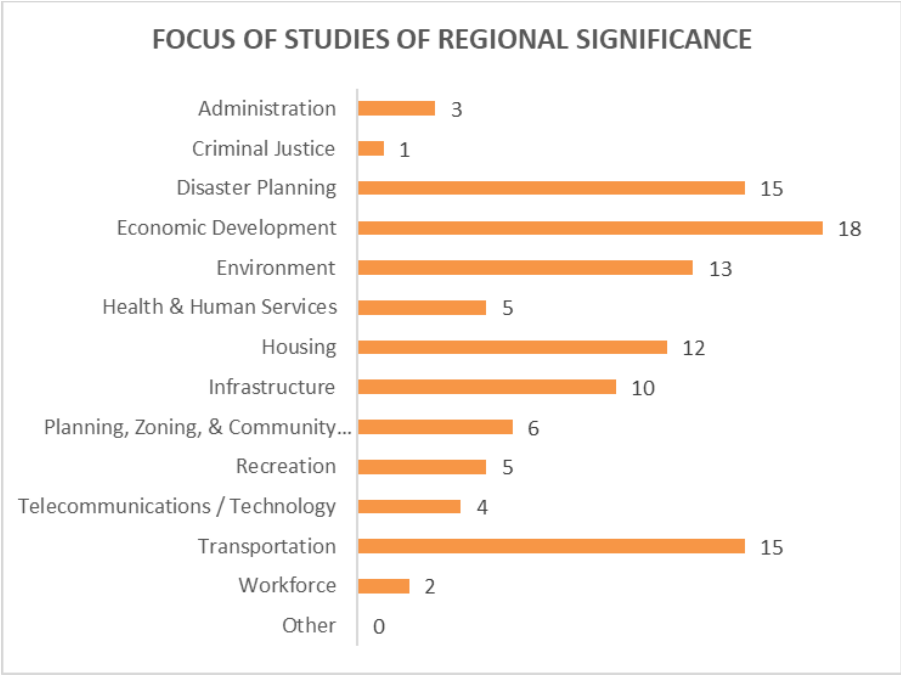 FOCUS OF STUDIES OF REGIONAL SIGNIFICANCE
Administration 3
Criminal Justice 1
Disaster Planning 15
Economic Development 18
Environment 13
Health & Human Services 5
Housing 12
Infrastructure 10
Planning, Zoning, & Community... 6
Recreation 5
Telecommunications / Technology 4
Transportation 15
Workforce 2
Other 0